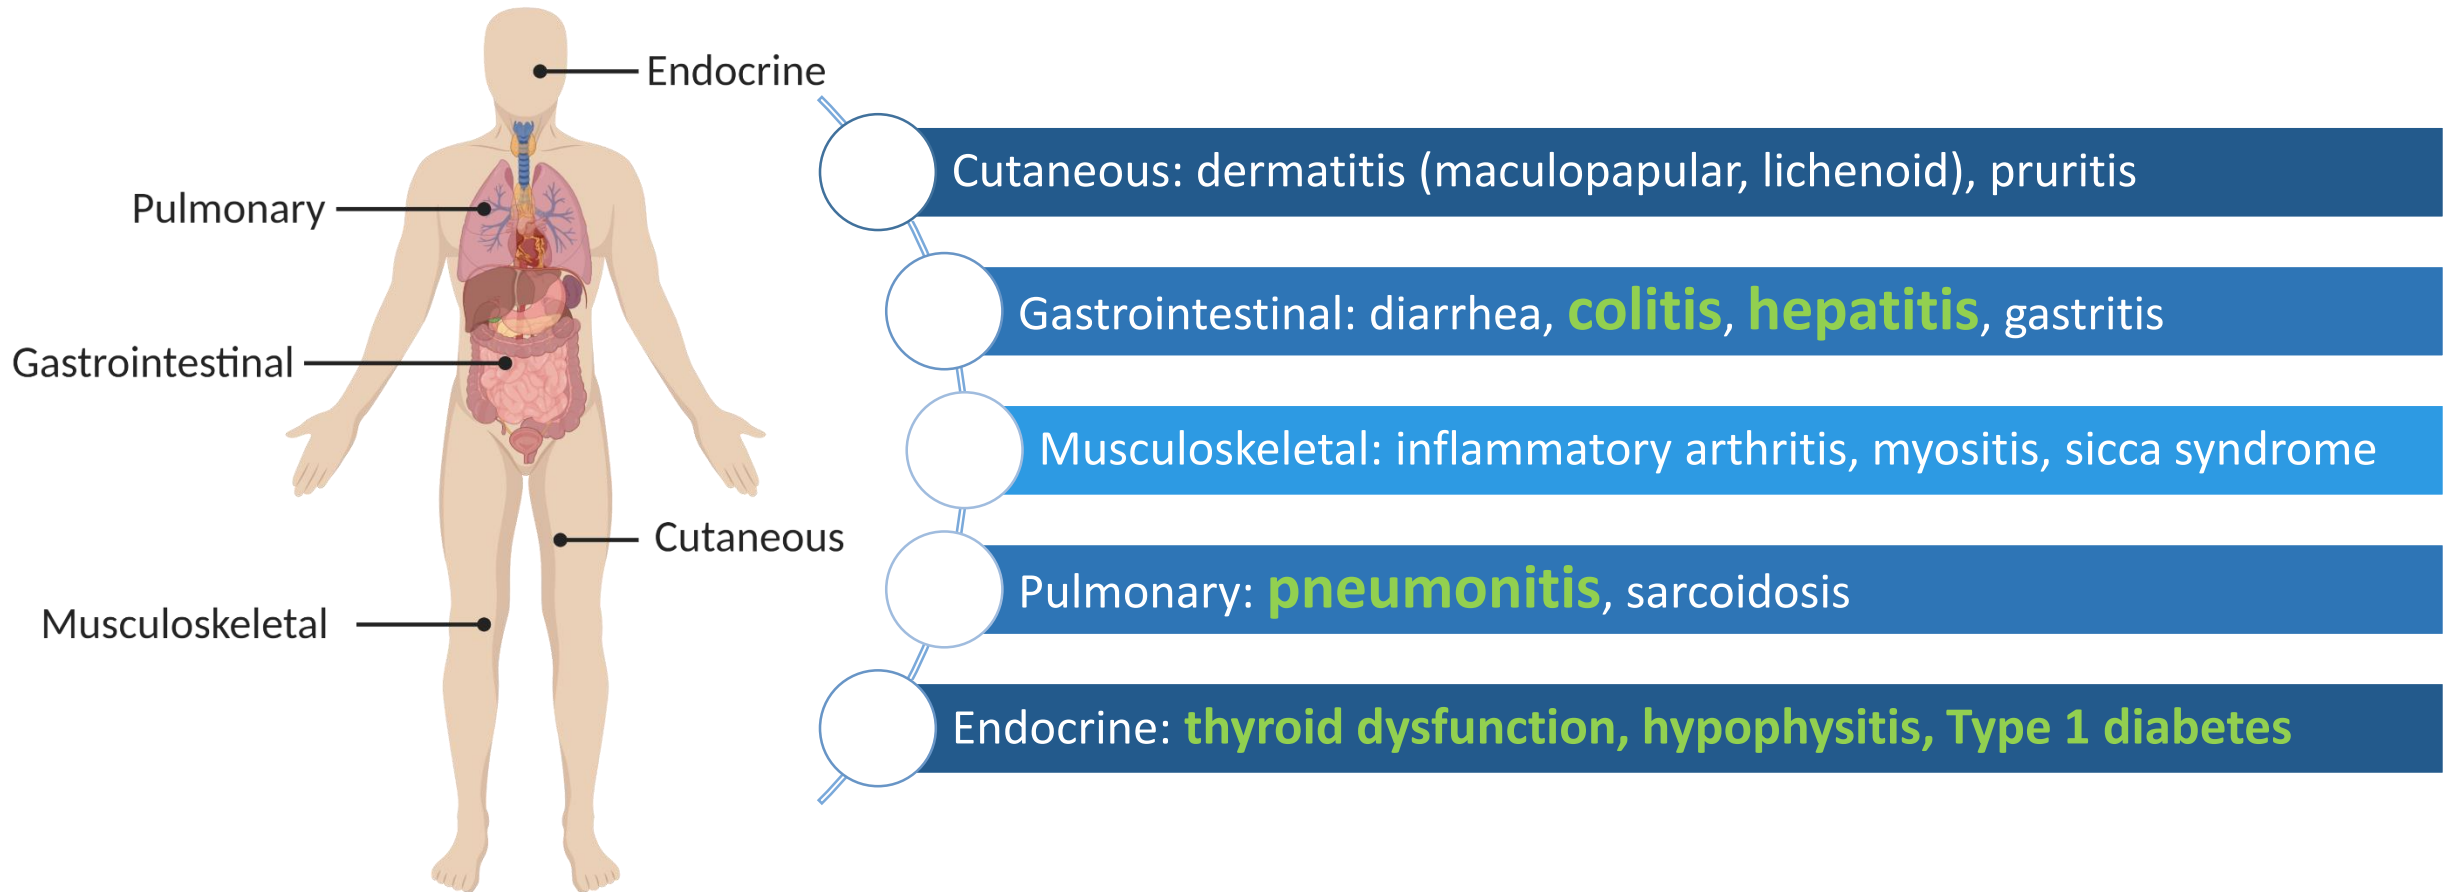 Endocrine
Pulmonary
Gastrointestinal
Cutaneous
Musculoskeletal
Cutaneous: dermatitis (maculopapular, lichenoid), pruritis
Gastrointestinal: diarrhea, colitis, hepatitis, gastritis
Musculoskeletal: inflammatory arthritis, myositis, sicca syndrome
Pulmonary: pneumonitis, sarcoidosis
Endocrine: thyroid dysfunction, hypophysitis, Type 1 diabetes